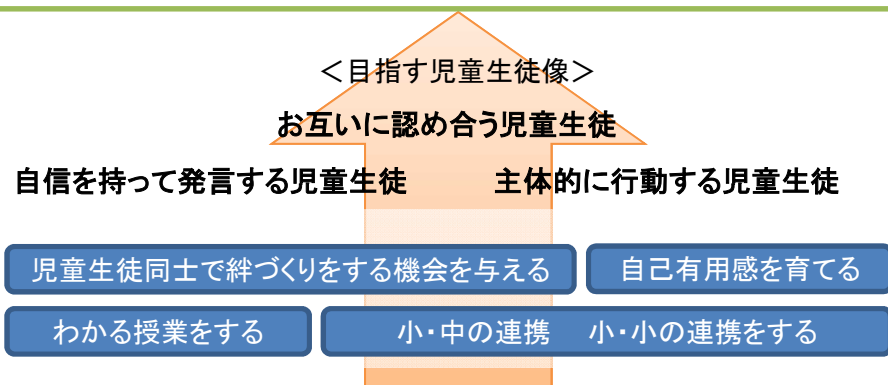 ＜目指す児童生徒像＞
お互いに認め合う児童生徒
自信を持って発言する児童生徒　　主体的に行動する児童生徒
児童生徒同士で絆づくりをする機会を与える　自己有用感を育てる
わかる授業をする　小・中の連携　小・小の連携をする